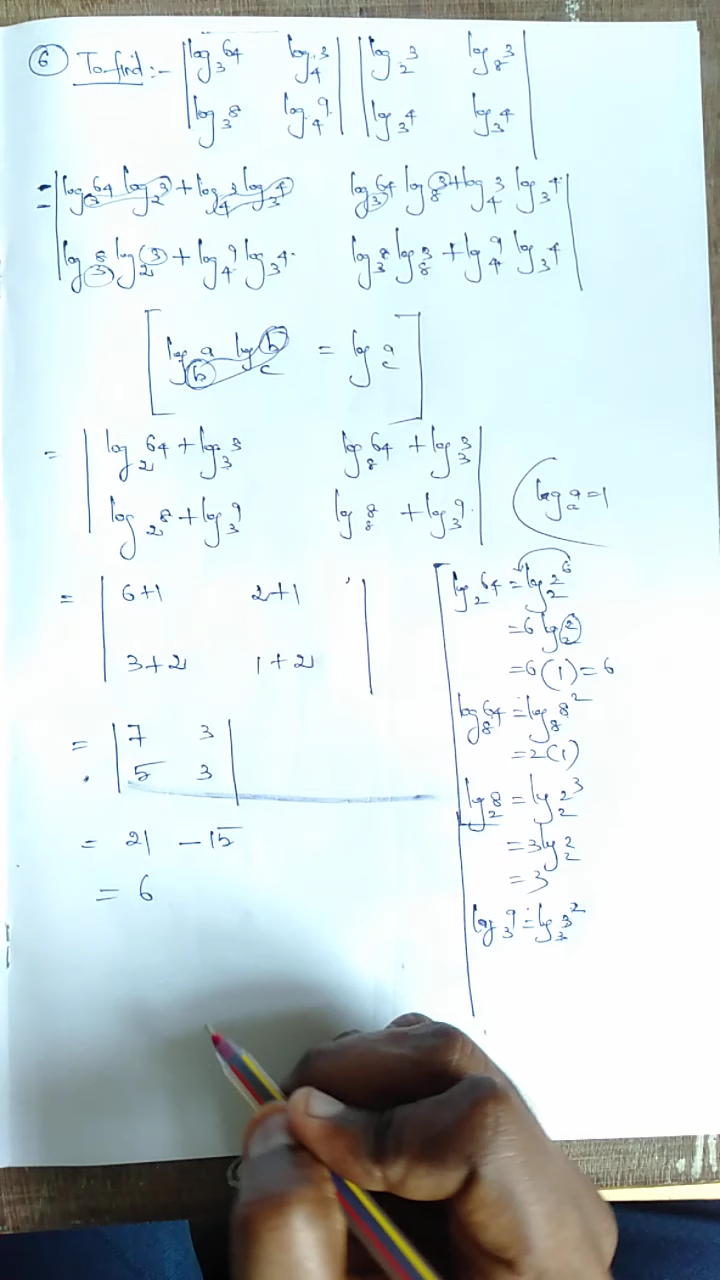 ⑥ To find :- | log₃64 log₄3 | | log₂3 log₈3 |
| log₃8 log₄9 | | log₃4 log₃4 |
= | log₃64 log₂3 + log₄3 log₃4 log₃64 log₈3 + log₄3 log₃4 |
| log₃8 log₂3 + log₄9 log₃4 log₃8 log₈3 + log₄9 log₃4 |
[ log_b a log_c b = log_c a ]
= | log₂64 + log₃3 log₈64 + log₃3 |
| log₂8 + log₃9 log₈8 + log₃9 | ( log_a a = 1
= | 6+1 2+1 |
| 3+2 1+2 |
= | 7 3 |
| 5 3 |
= 21 - 15
= 6
log₂64 = log₂2⁶
= 6 log₂2
= 6(1) = 6
log₈64 = log₈8²
= 2(1)
log₂8 = log₂2³
= 3 log₂2
= 3
log₃9 = log₃3²